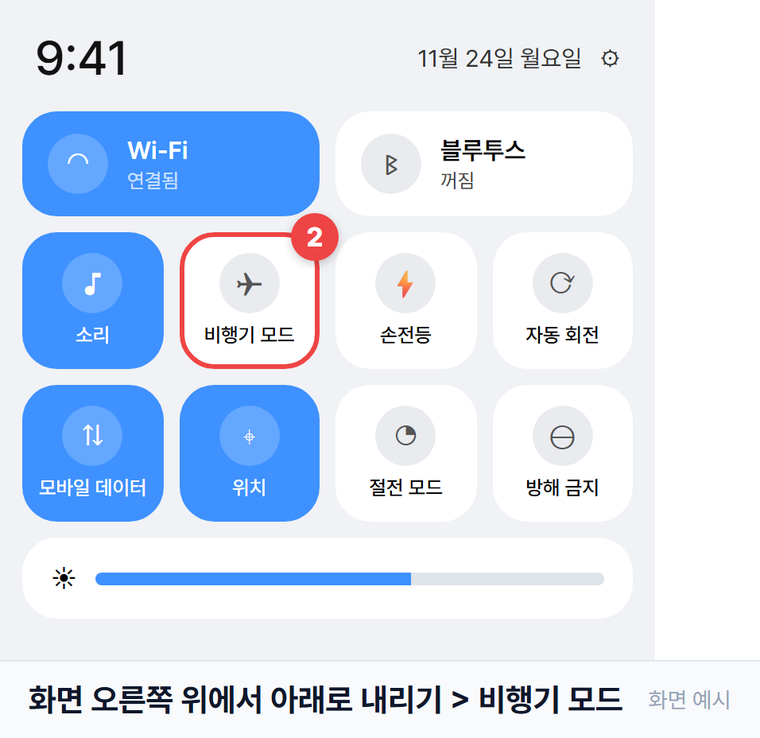 9:41
11월 24일 월요일
Wi-Fi
연결됨
블루투스
꺼짐
2
소리
비행기 모드
손전등
자동 회전
모바일 데이터
위치
절전 모드
방해 금지
화면 오른쪽 위에서 아래로 내리기 > 비행기 모드
화면 예시